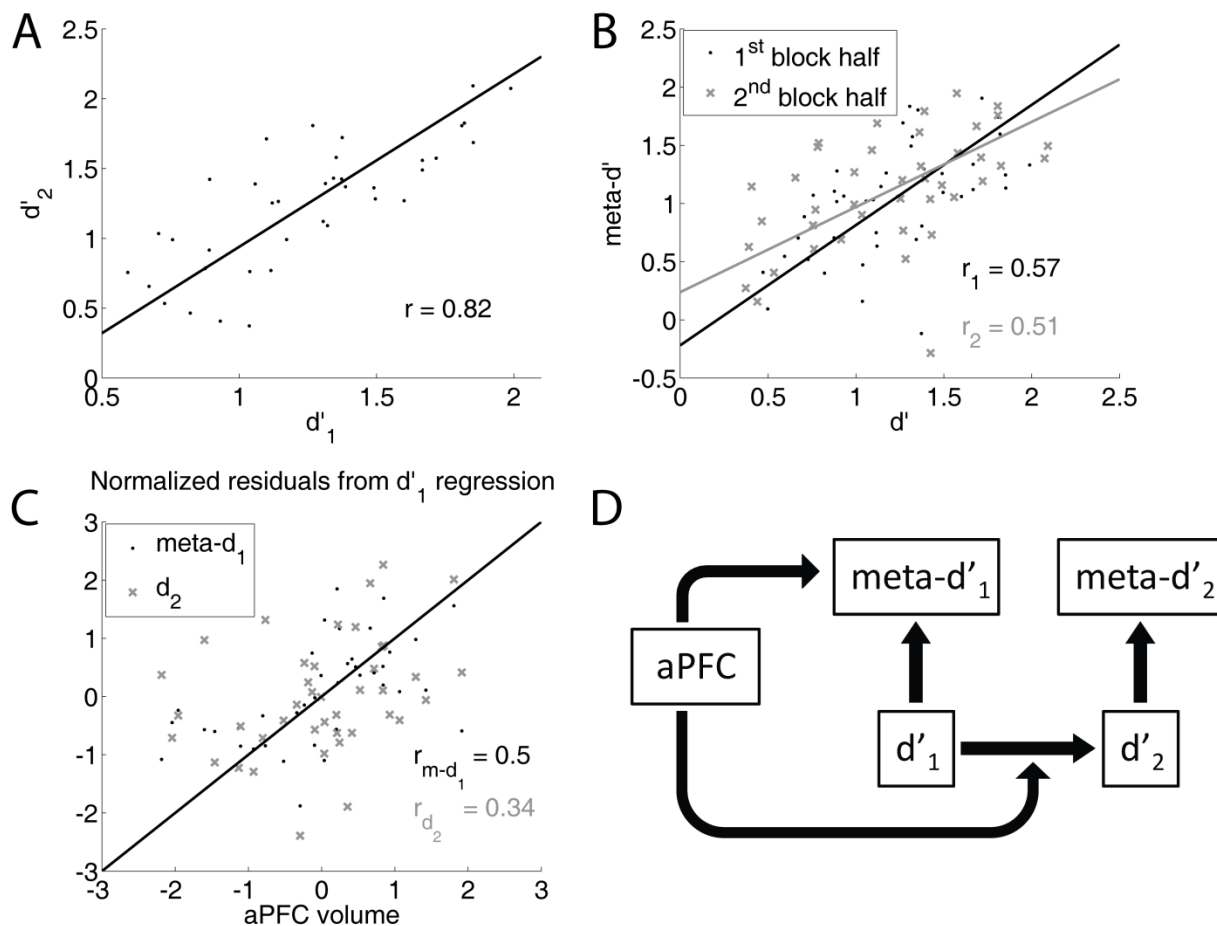 A
2.5
2
1.5
1
0.5
0
0.5
1
1.5
2
d'2
d'1
r = 0.82
B
2.5
2
1.5
1
0.5
0
-0.5
0
0.5
1
1.5
2
2.5
meta-d'
d'
1st block half
2nd block half
r1 = 0.57
r2 = 0.51
Normalized residuals from d'1 regression
C
3
2
1
0
-1
-2
-3
-3
-2
-1
0
1
2
3
aPFC volume
meta-d1
d2
rm-d1 = 0.5
rd2 = 0.34
D
meta-d’1
meta-d’2
aPFC
d’1
d’2